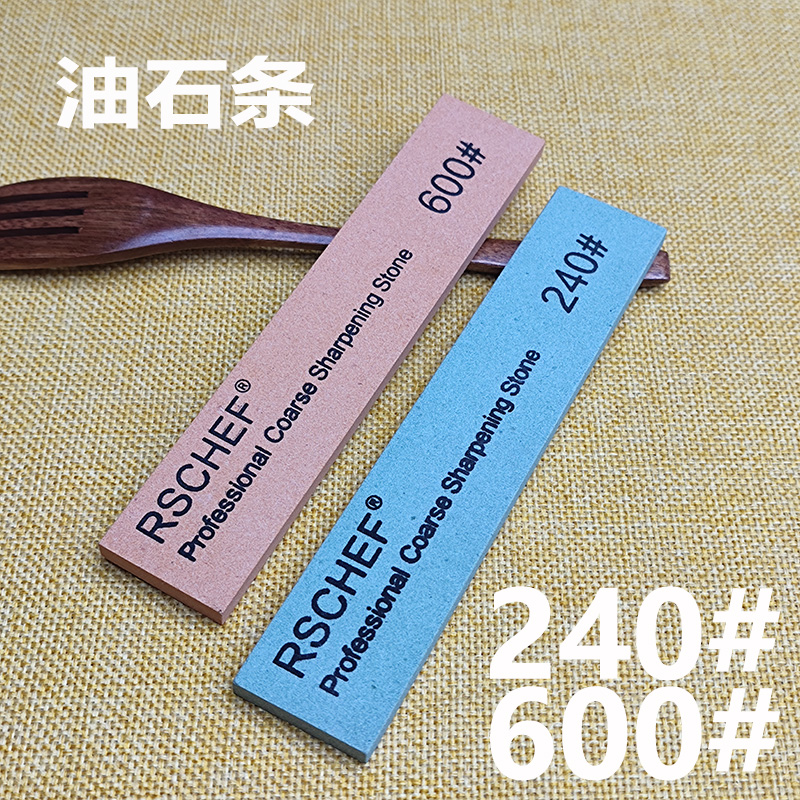 油石条
600#
RSCHEF®
Professional Coarse Sharpening Stone
240#
RSCHEF®
Professional Coarse Sharpening Stone
240#
600#